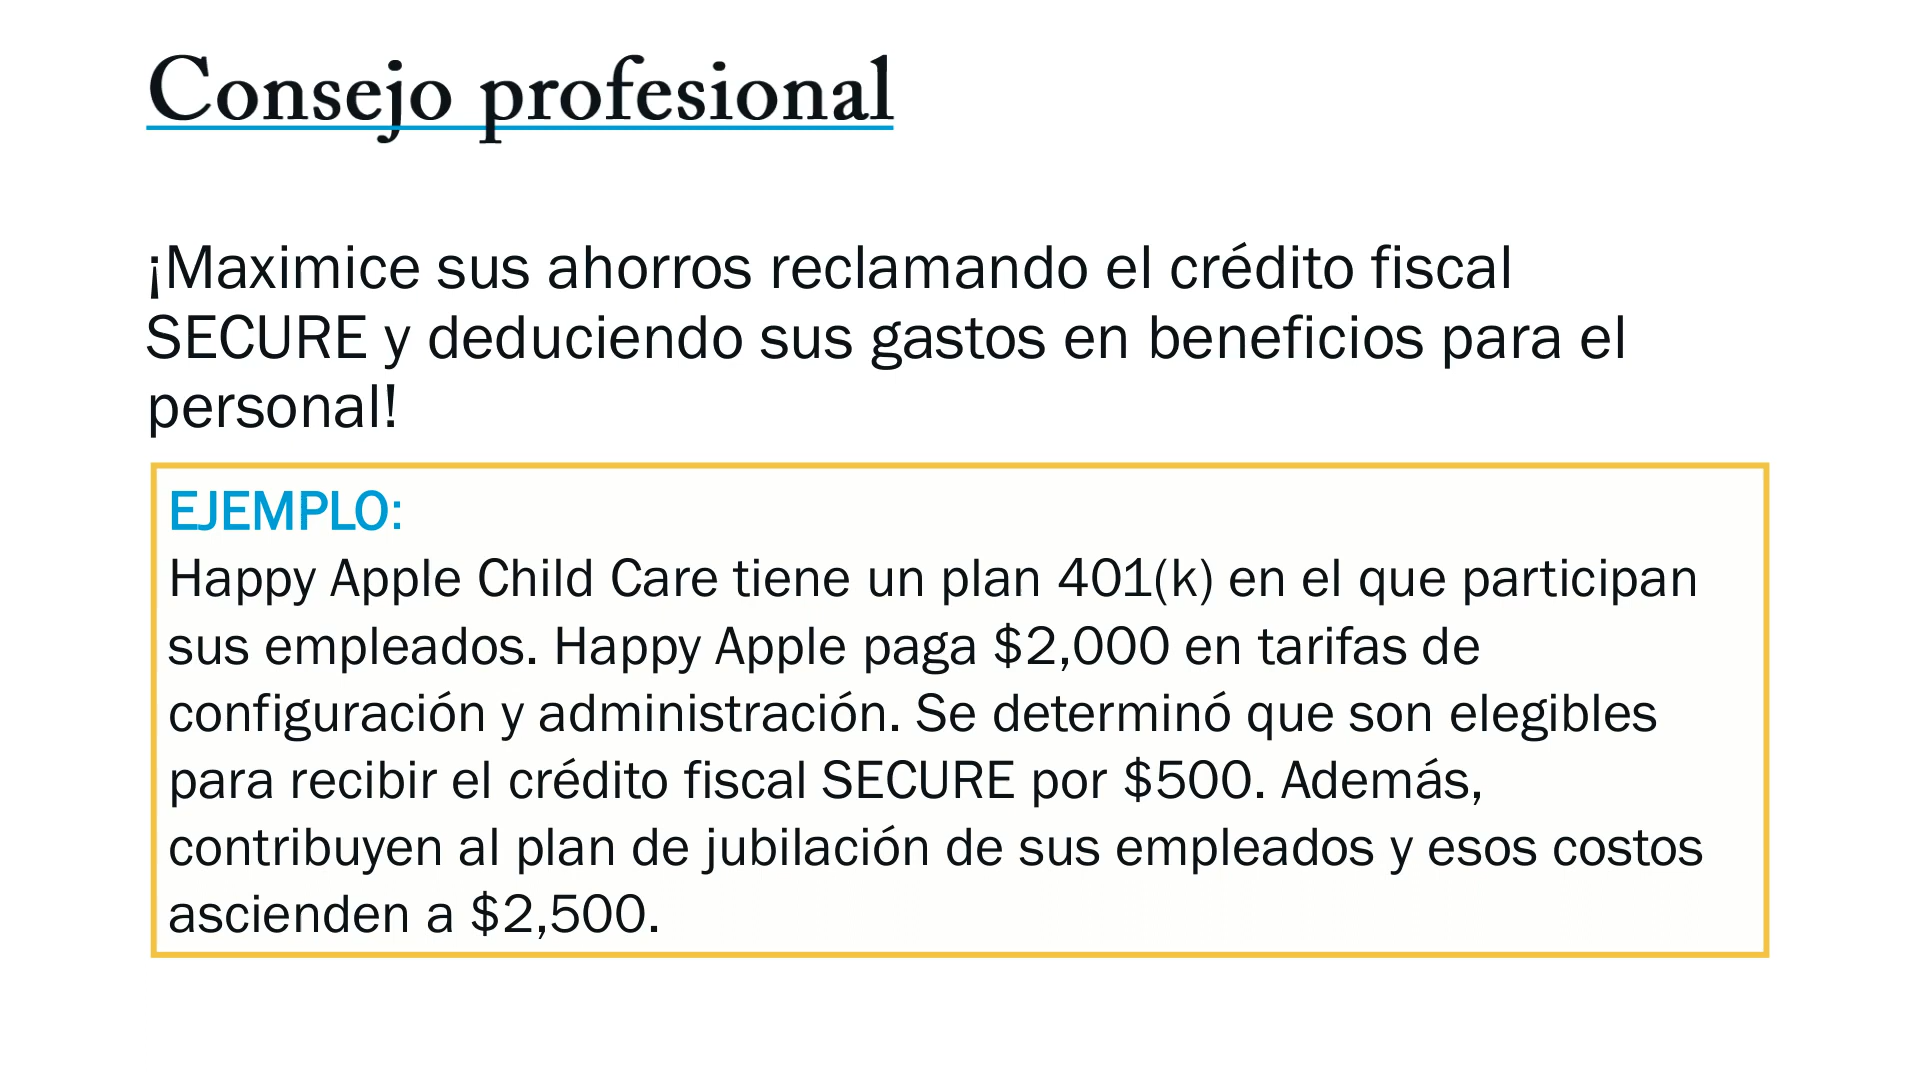 Consejo profesional
¡Maximice sus ahorros reclamando el crédito fiscal
SECURE y deduciendo sus gastos en beneficios para el
personal!
EJEMPLO:
Happy Apple Child Care tiene un plan 401(k) en el que participan
sus empleados. Happy Apple paga $2,000 en tarifas de
configuración y administración. Se determinó que son elegibles
para recibir el crédito fiscal SECURE por $500. Además,
contribuyen al plan de jubilación de sus empleados y esos costos
ascienden a $2,500.